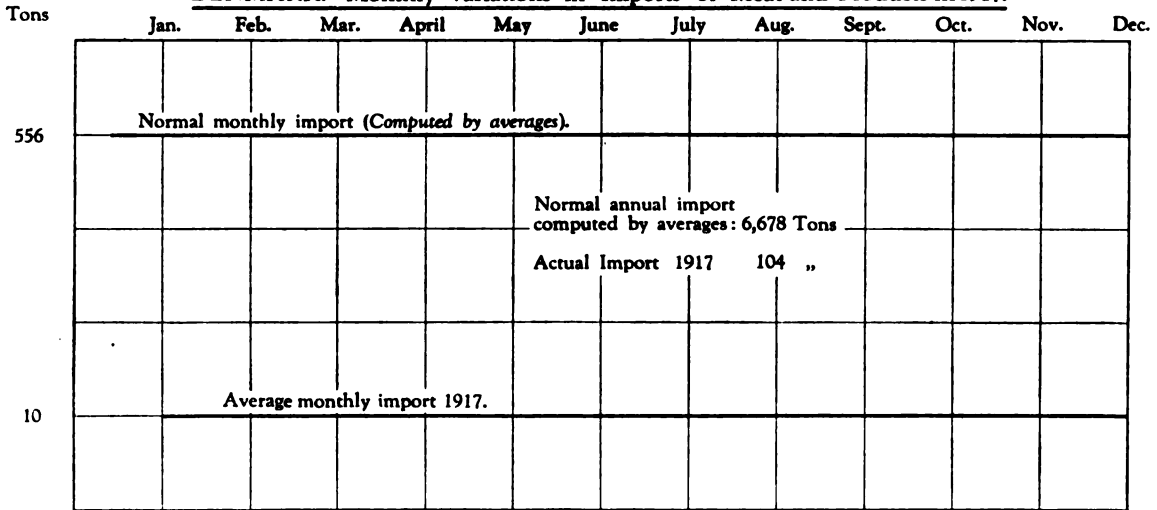 Tons
Jan. Feb. Mar. April May June July Aug. Sept. Oct. Nov. Dec.
Normal monthly import (Computed by averages).
556
Normal annual import
computed by averages: 6,678 Tons
Actual Import 1917 104 „
Average monthly import 1917.
10